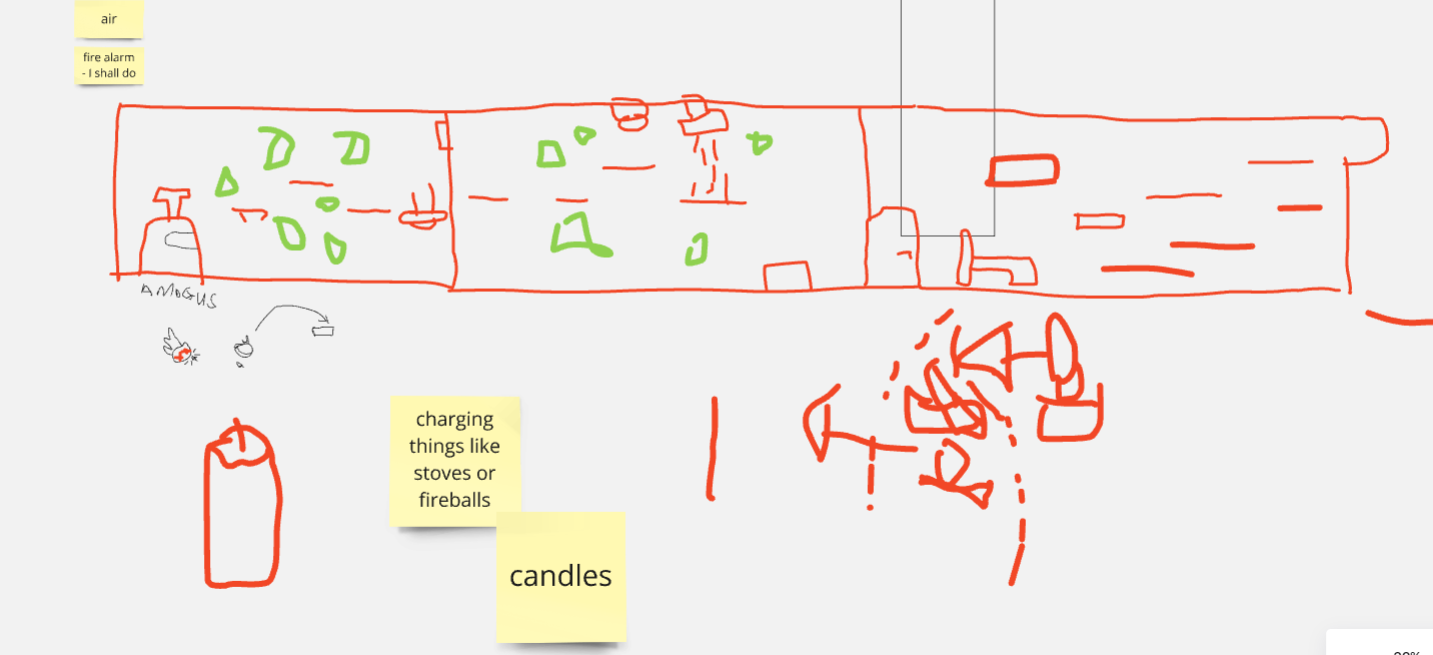 air
fire alarm
- I shall do
AMOGUS
charging
things like
stoves or
fireballs
candles